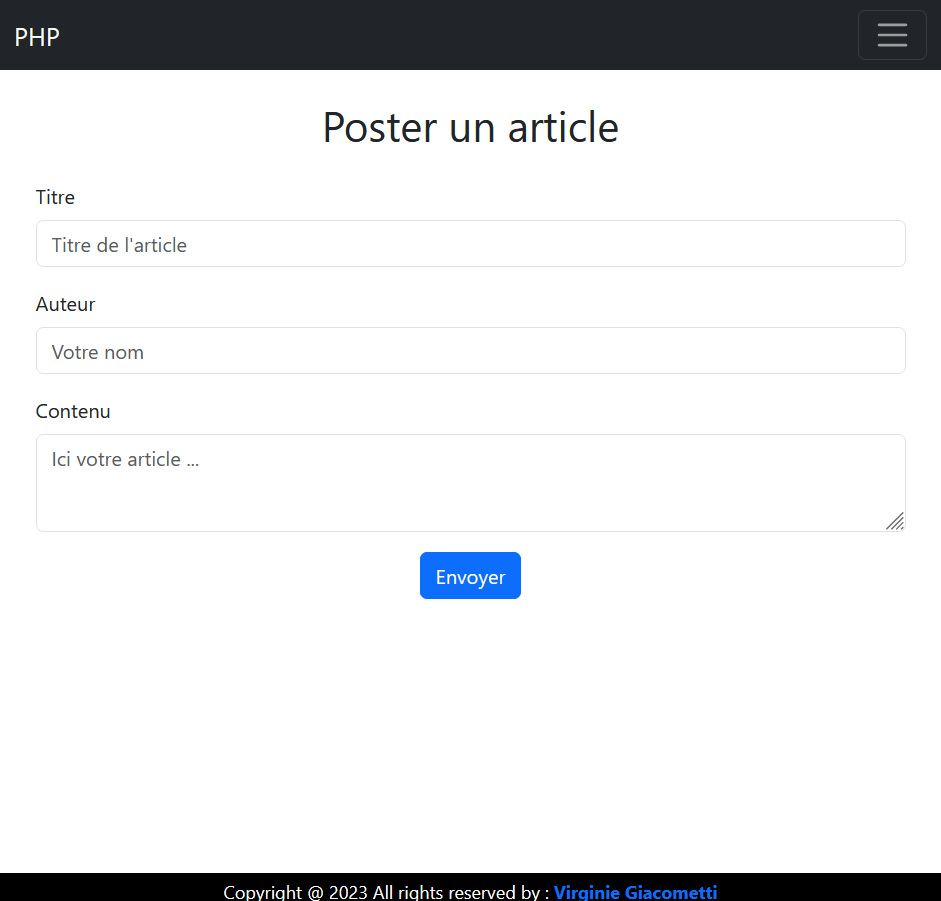 PHP
Poster un article
Titre
Titre de l'article
Auteur
Votre nom
Contenu
Ici votre article ...
Envoyer
Copyright @ 2023 All rights reserved by : Virginie Giacometti